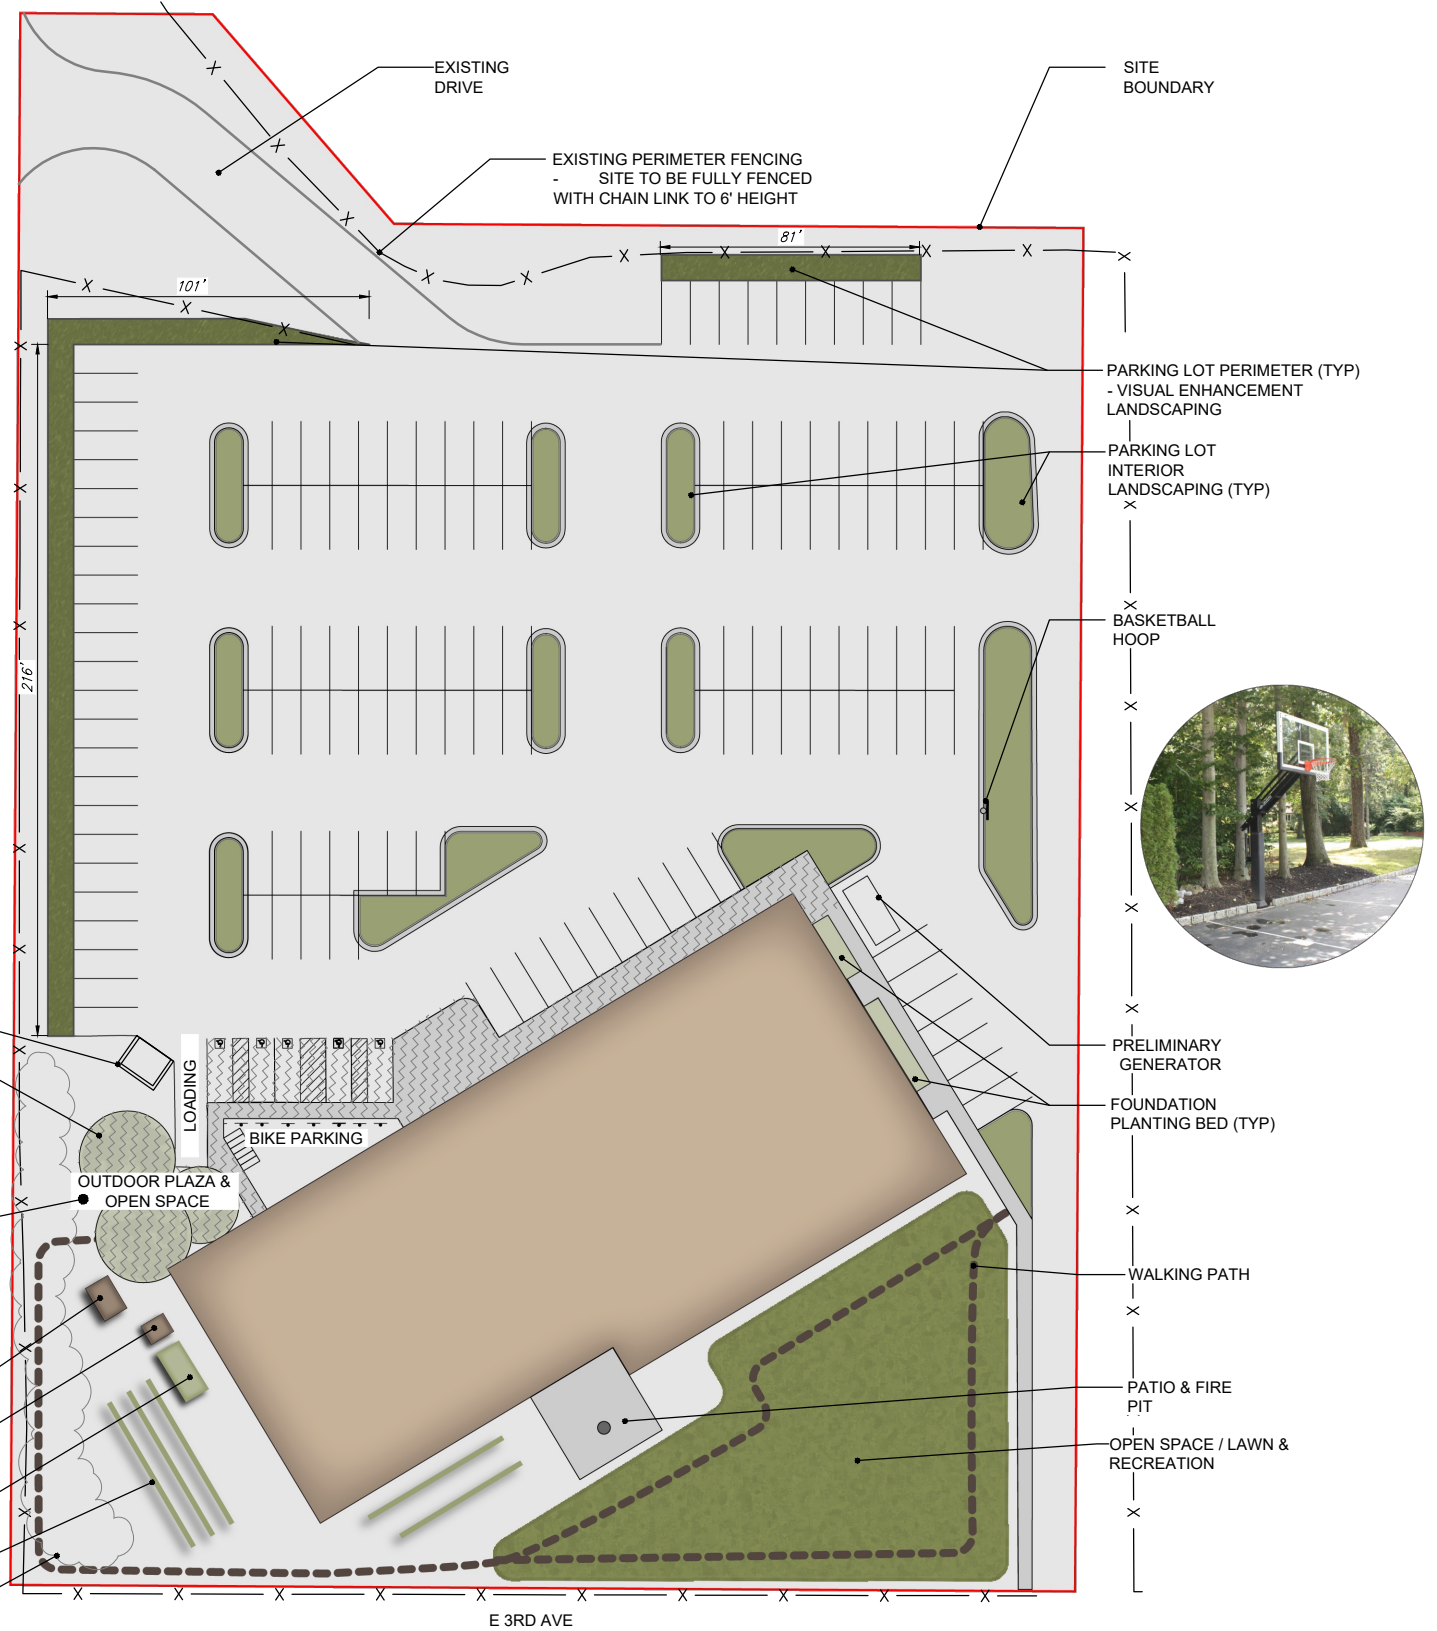 EXISTING
DRIVE
SITE
BOUNDARY
EXISTING PERIMETER FENCING
- SITE TO BE FULLY FENCED
WITH CHAIN LINK TO 6' HEIGHT
81'
101'
PARKING LOT PERIMETER (TYP)
- VISUAL ENHANCEMENT
LANDSCAPING
PARKING LOT
INTERIOR
LANDSCAPING (TYP)
BASKETBALL
HOOP
216'
PRELIMINARY
GENERATOR
LOADING
FOUNDATION
PLANTING BED (TYP)
BIKE PARKING
OUTDOOR PLAZA &
OPEN SPACE
WALKING PATH
PATIO & FIRE
PIT
OPEN SPACE / LAWN &
RECREATION
E 3RD AVE